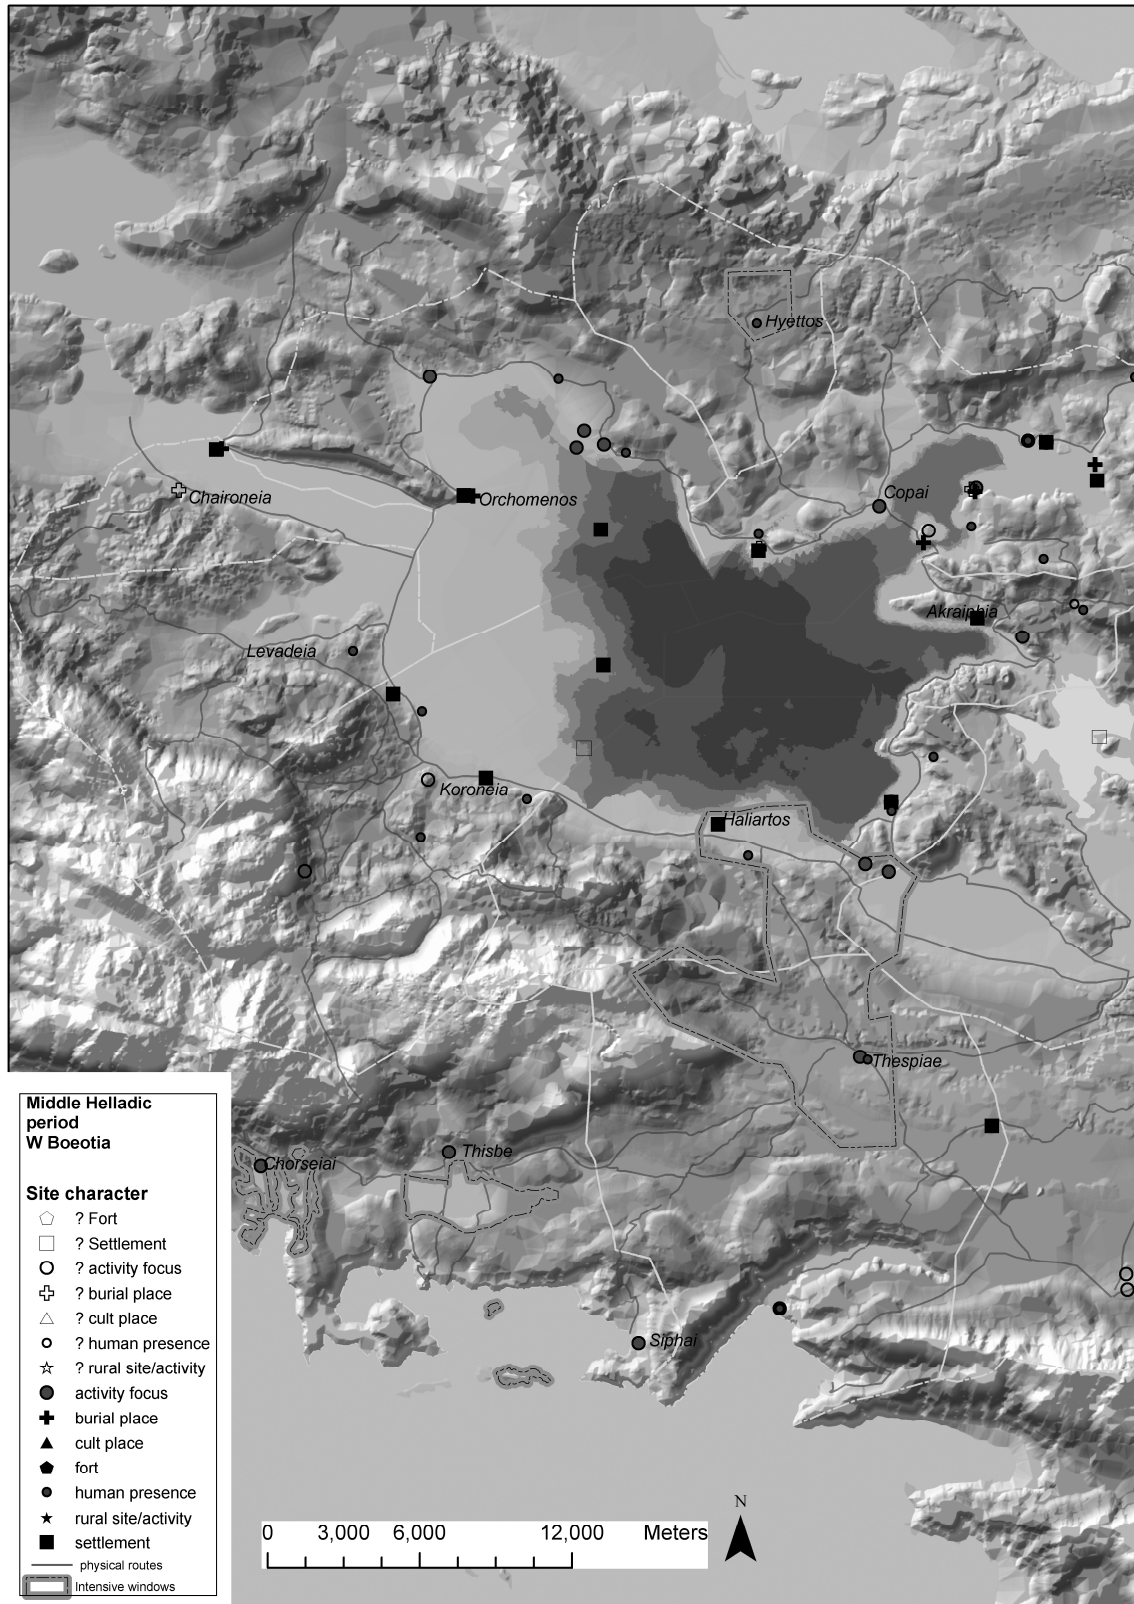 Hyettos
Chaironeia
Orchomenos
Copai
Akraiphia
Levadeia
Koroneia
Haliartos
Thespiae
Chorseiai
Thisbe
Siphai
Middle Helladic
period
W Boeotia
Site character
? Fort
? Settlement
? activity focus
? burial place
? cult place
? human presence
? rural site/activity
activity focus
burial place
cult place
fort
human presence
rural site/activity
settlement
physical routes
Intensive windows
0 3,000 6,000 12,000 Meters
N